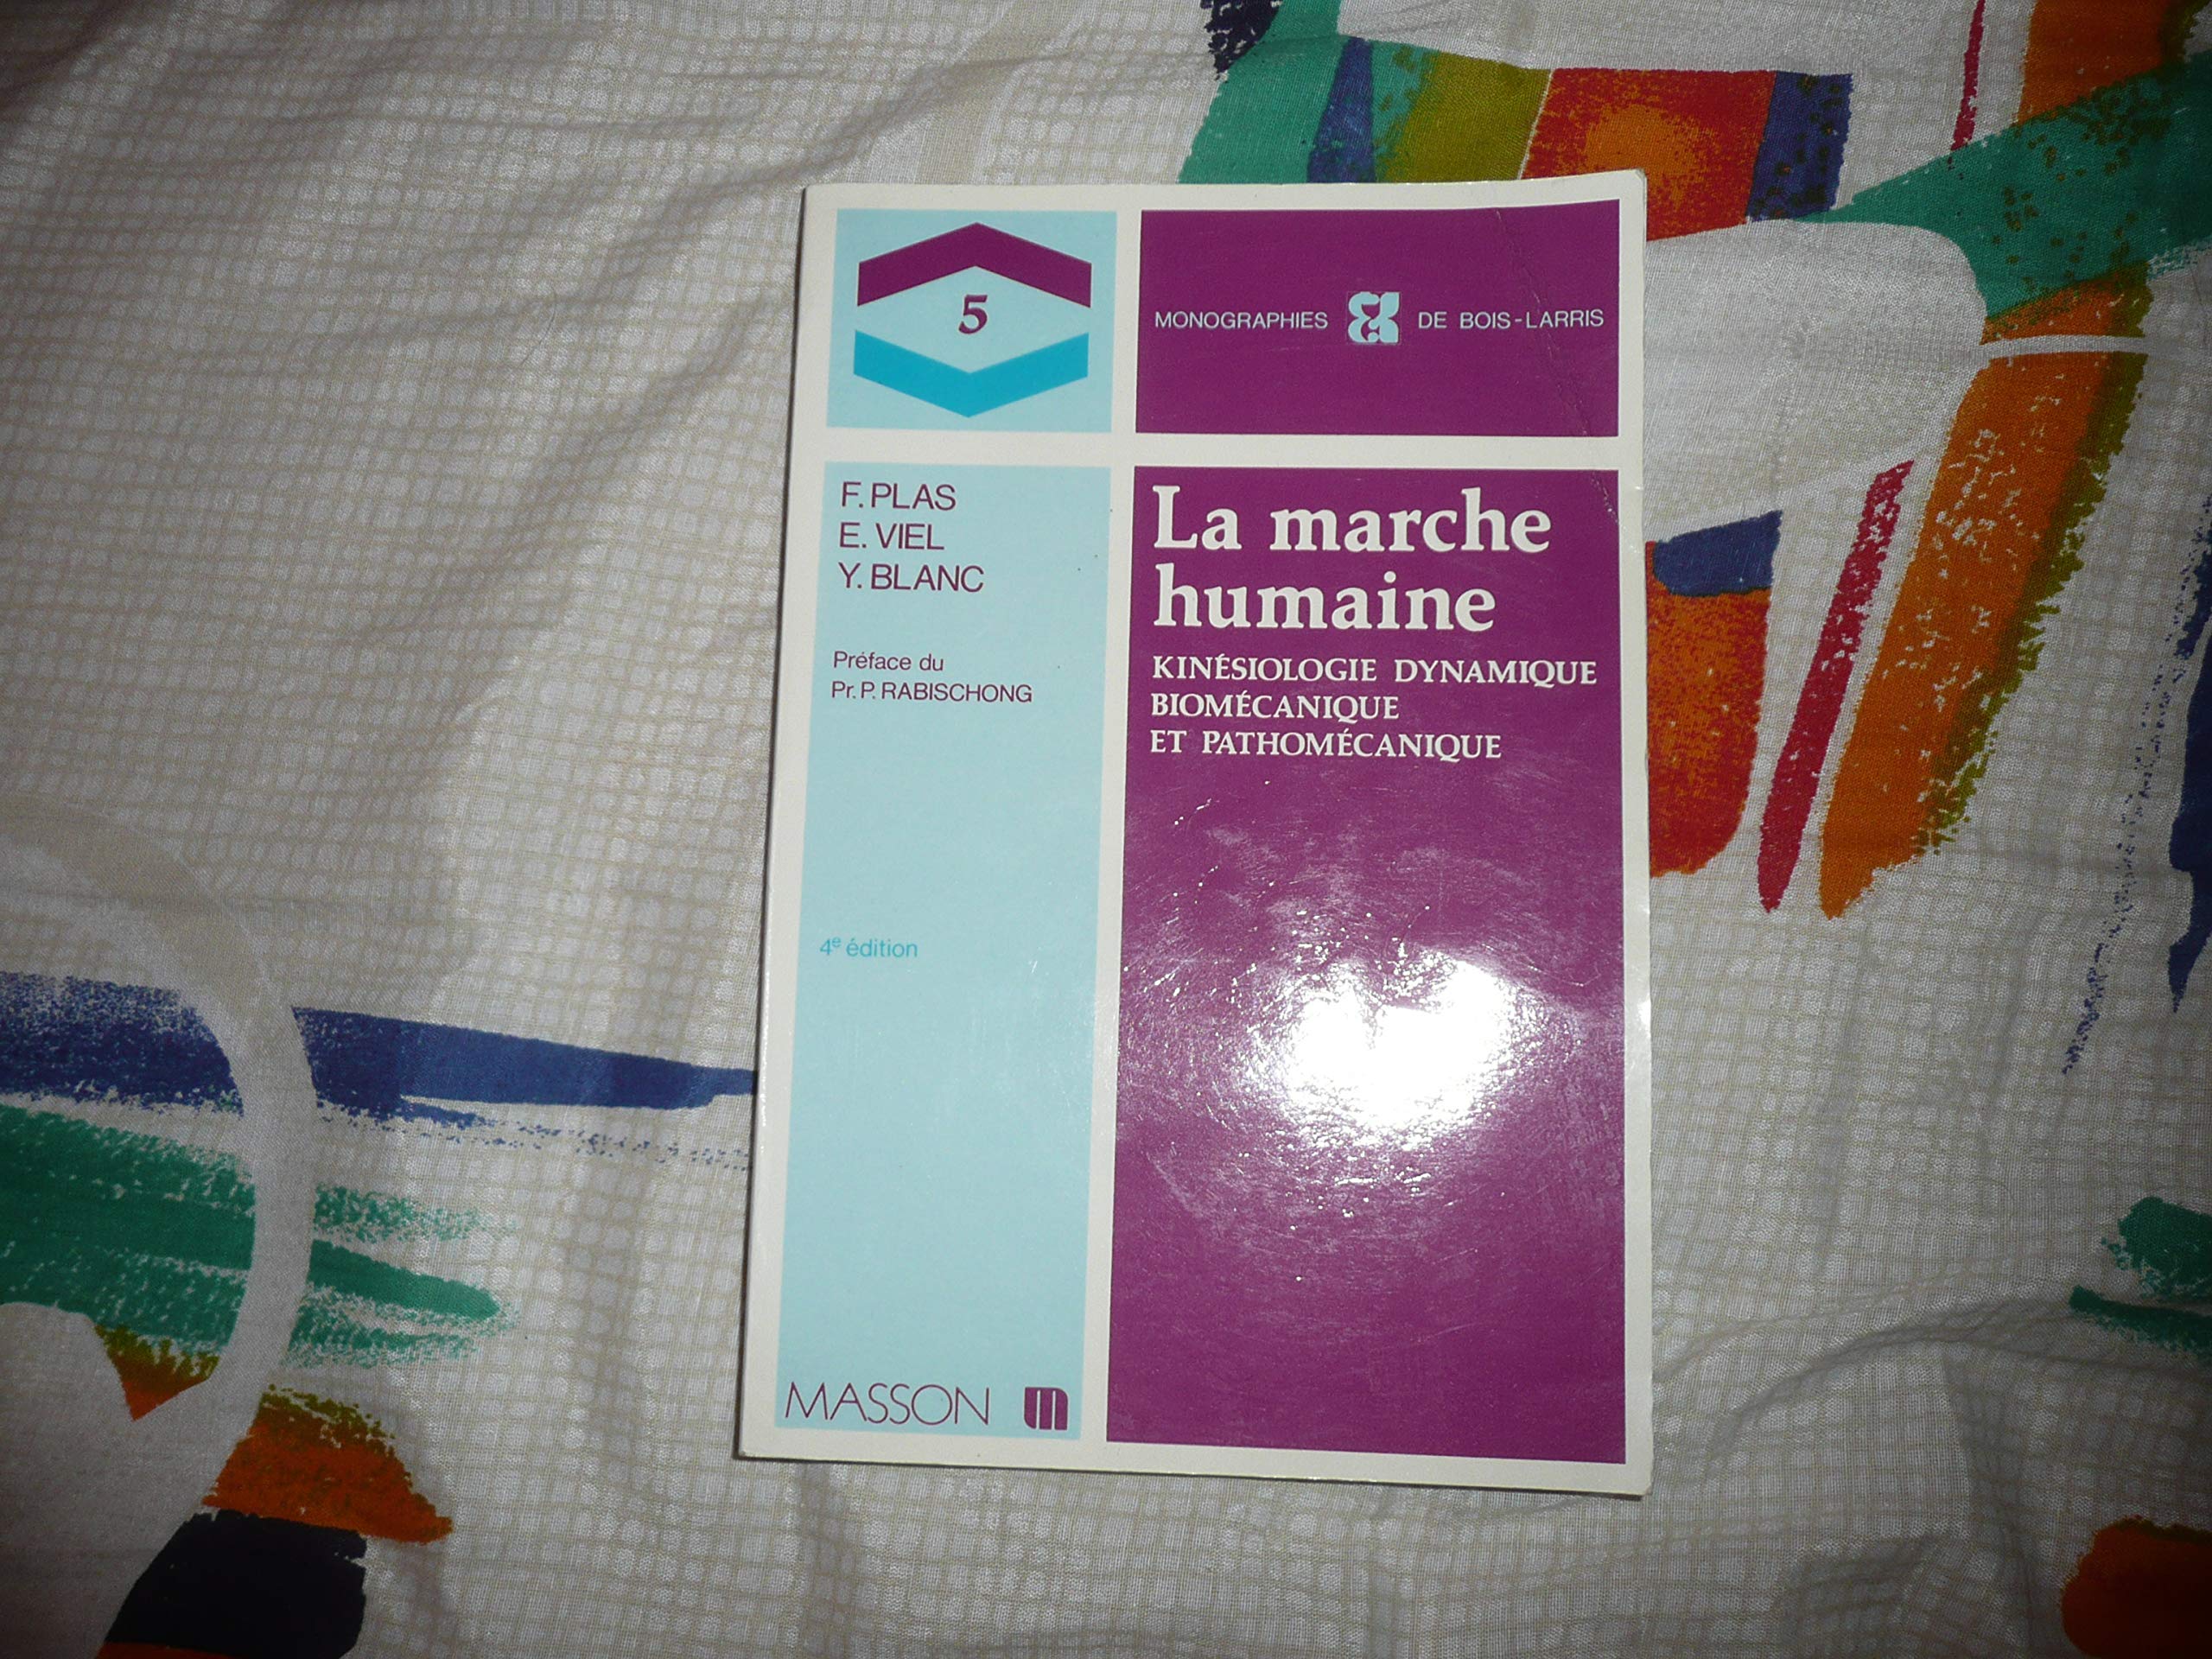 5
MONOGRAPHIES DE BOIS-LARRIS
F. PLAS
E. VIEL
Y. BLANC
Préface du
Pr. P. RABISCHONG
4e édition
MASSON m
La marche
humaine
KINÉSIOLOGIE DYNAMIQUE
BIOMÉCANIQUE
ET PATHOMÉCANIQUE